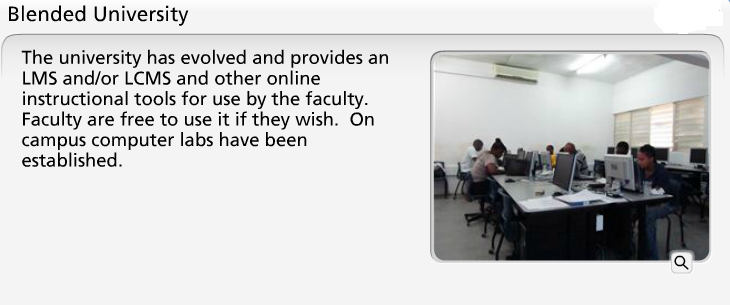 Blended University
The university has evolved and provides an
LMS and/or LCMS and other online
instructional tools for use by the faculty.
Faculty are free to use it if they wish.  On
campus computer labs have been
established.